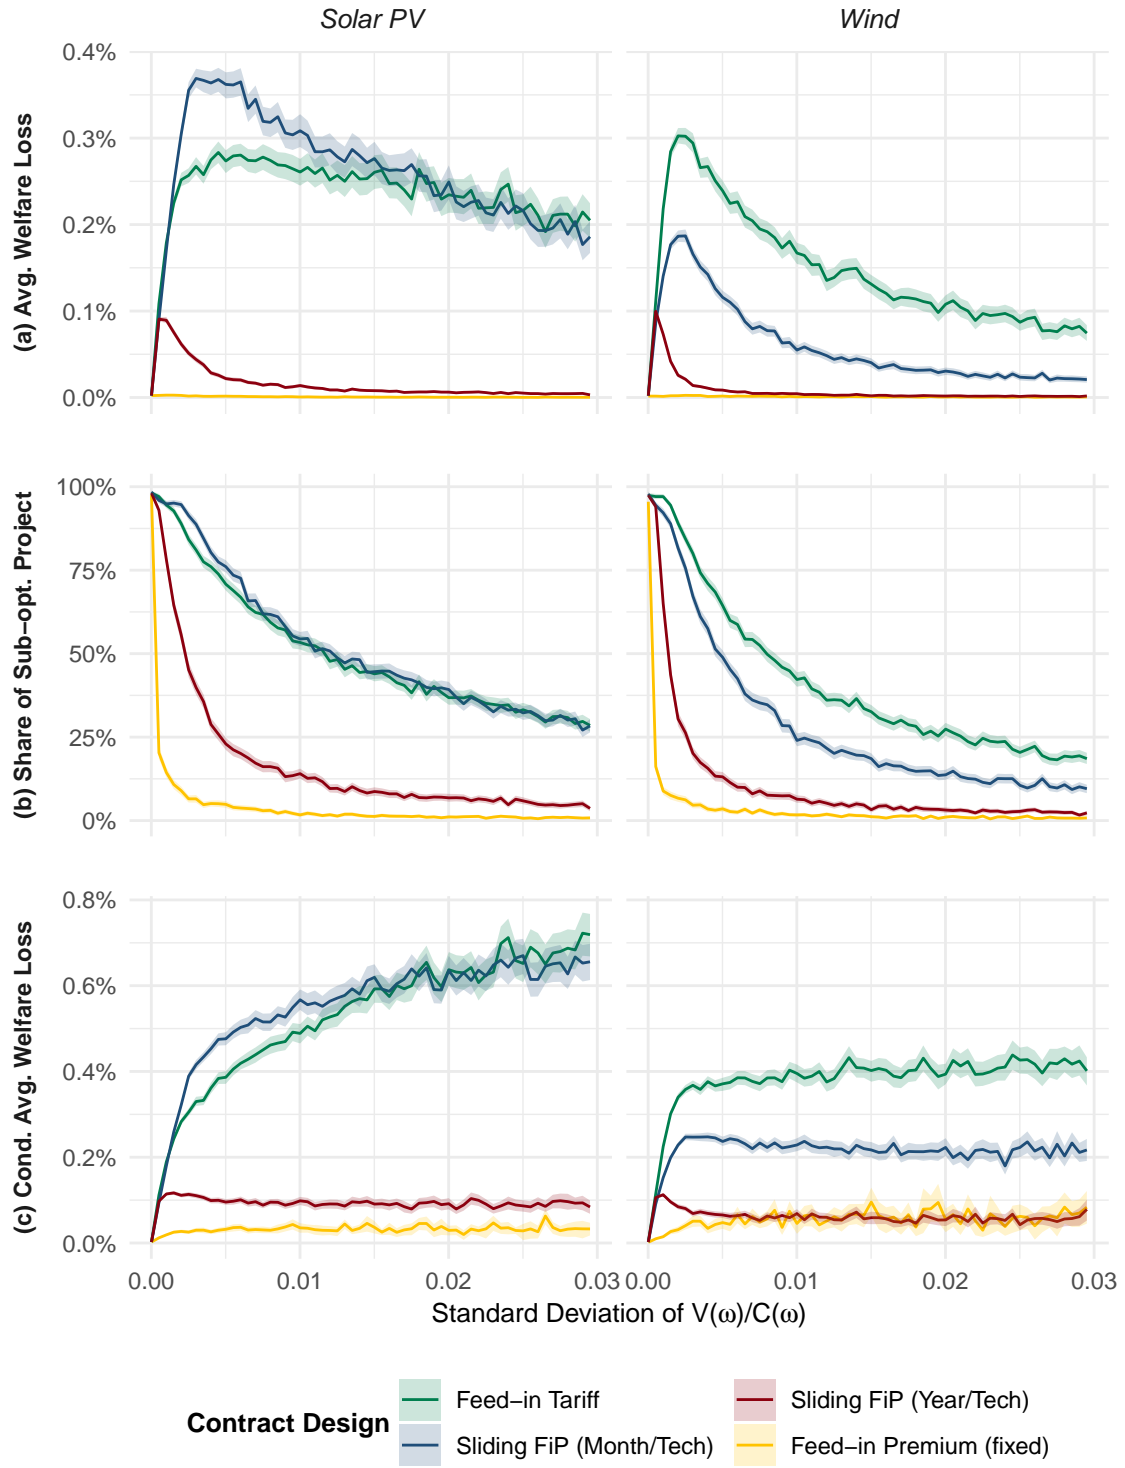 Solar PV
Wind
(a) Avg. Welfare Loss
0.4%
0.3%
0.2%
0.1%
0.0%
(b) Share of Sub−opt. Project
100%
75%
50%
25%
0%
(c) Cond. Avg. Welfare Loss
0.8%
0.6%
0.4%
0.2%
0.0%
0.00 0.01 0.02 0.03 0.00 0.01 0.02 0.03
Standard Deviation of V(ω)/C(ω)
Contract Design
Feed−in Tariff
Sliding FiP (Month/Tech)
Sliding FiP (Year/Tech)
Feed−in Premium (fixed)